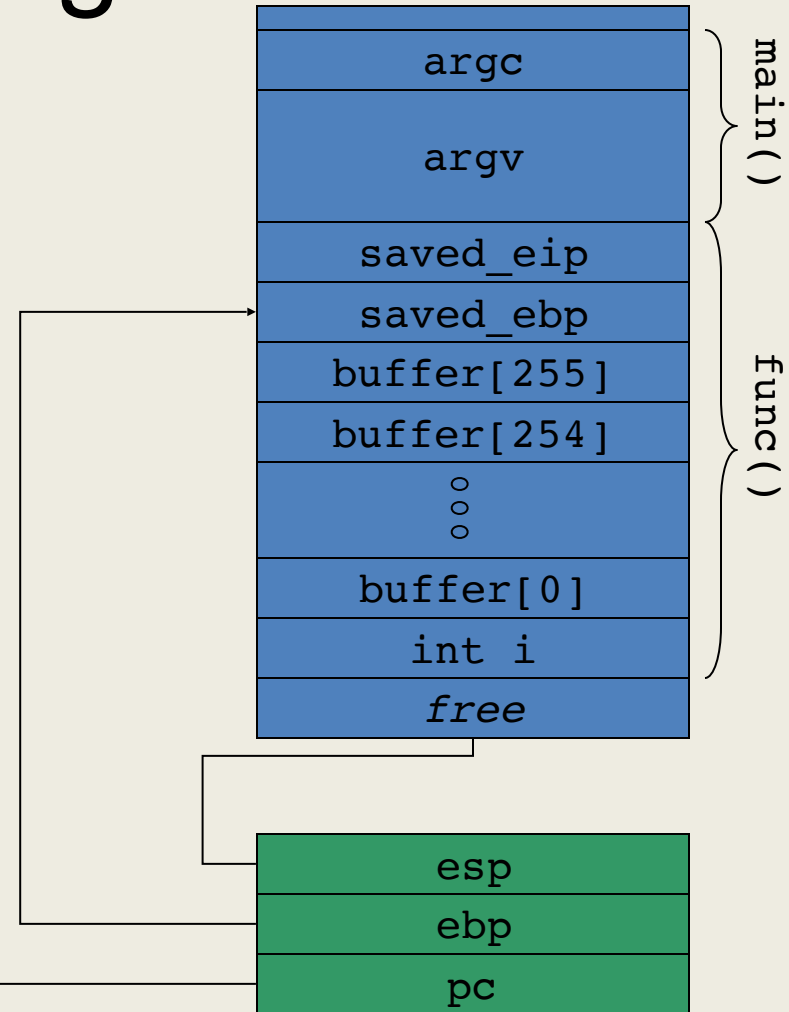 argc
argv
saved_eip
saved_ebp
buffer[255]
buffer[254]
buffer[0]
int i
free
main()
func()
esp
ebp
pc